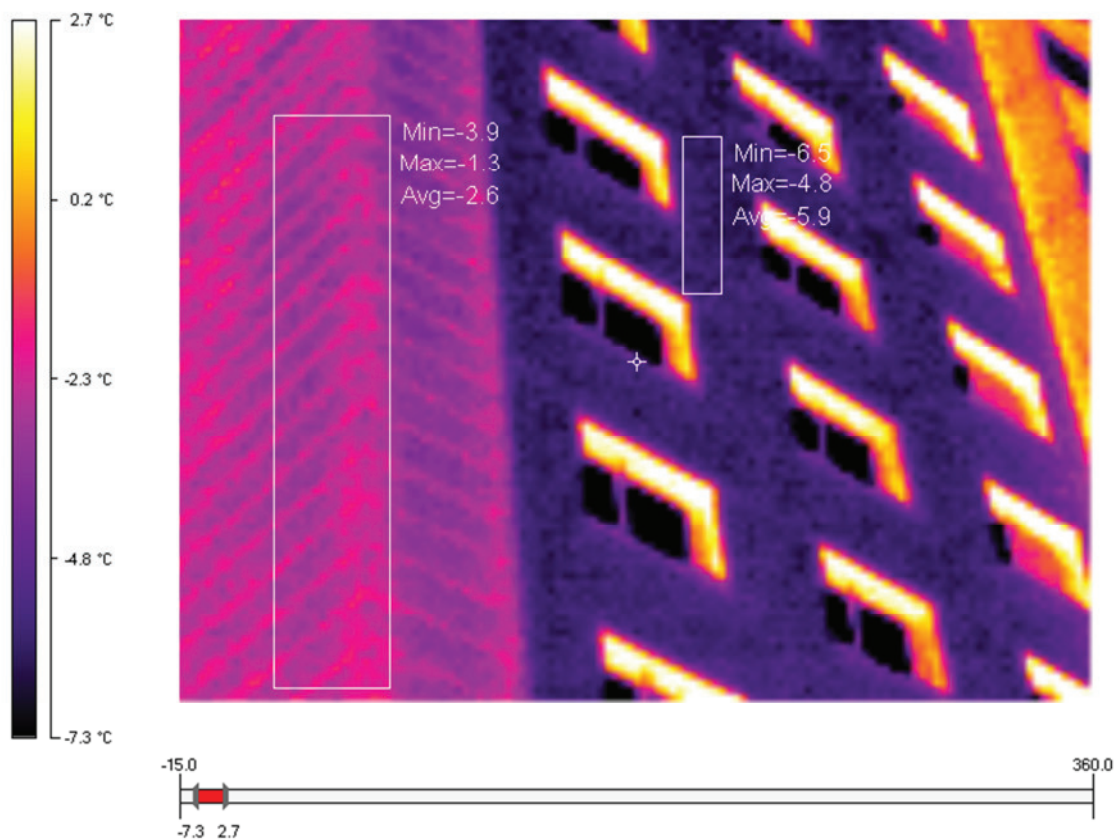 2.7 °C
0.2 °C
-2.3 °C
-4.8 °C
-7.3 °C
Min=-3.9
Max=-1.3
Avg=-2.6
Min=-6.5
Max=-4.8
Avg=-5.9
-15.0
360.0
-7.3
2.7